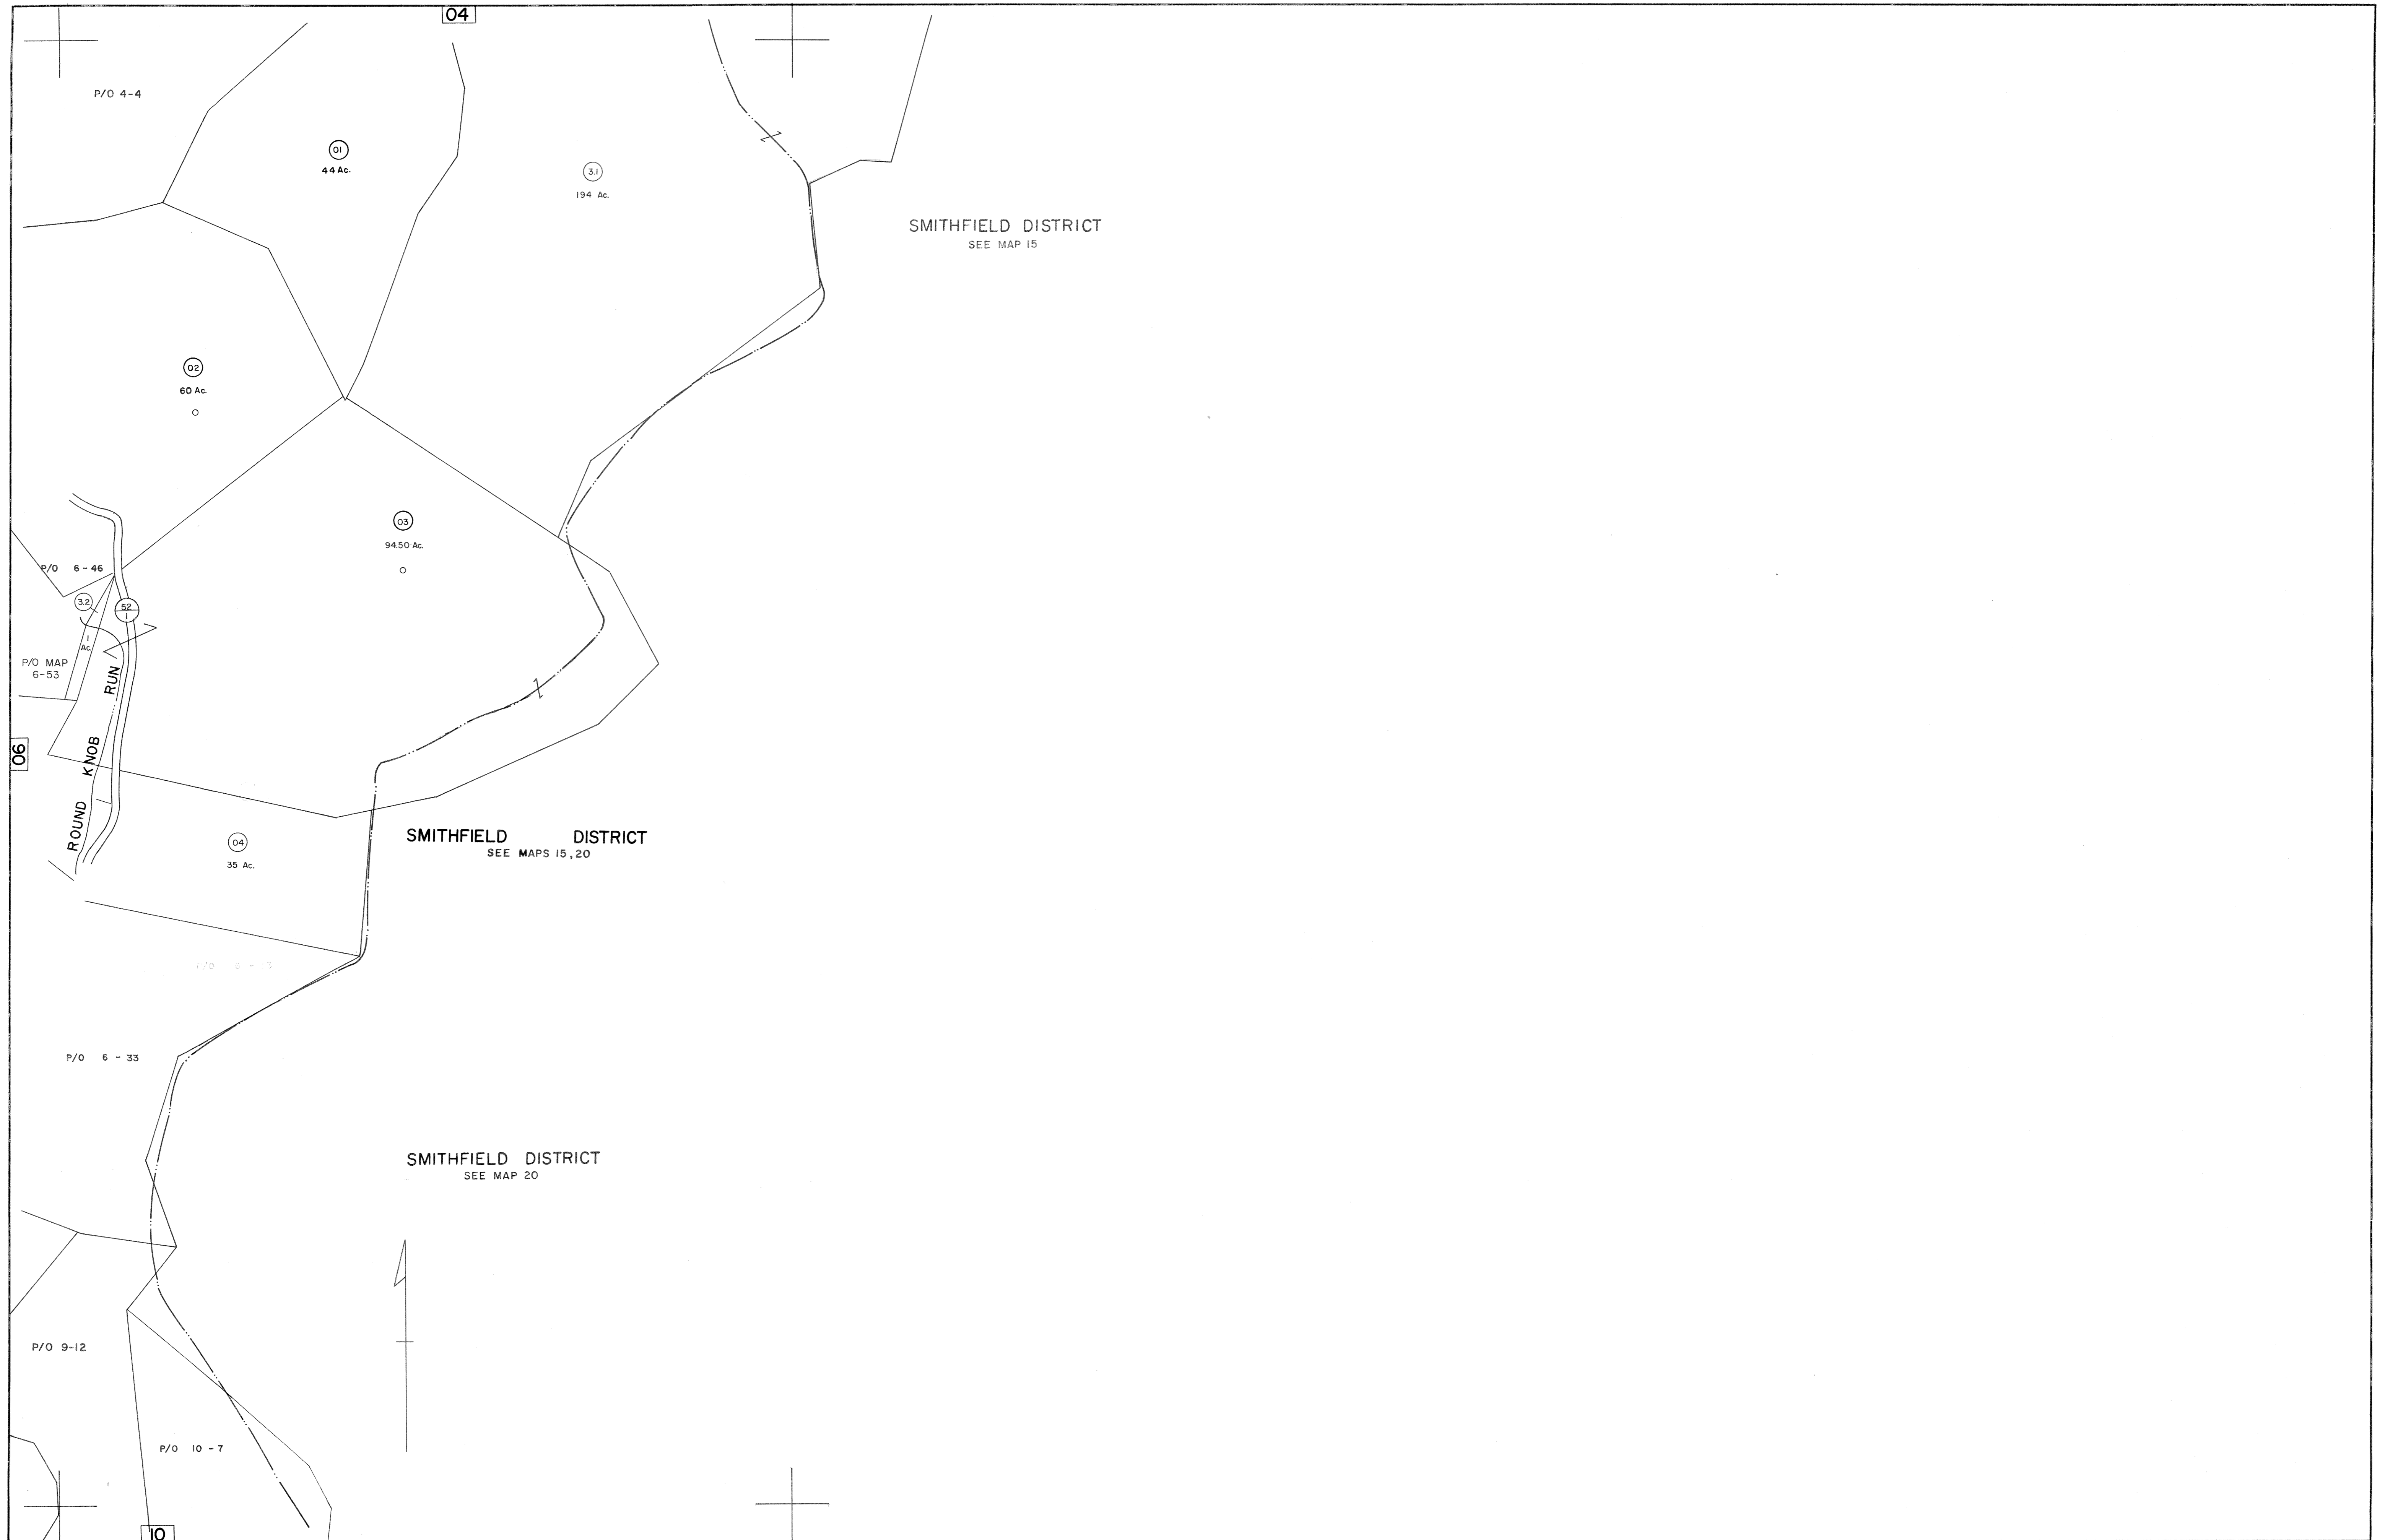 04
P/O 4-4
01
44 Ac.
3.1
194 Ac.
SMITHFIELD DISTRICT
SEE MAP 15
02
60 Ac.
03
94.50 Ac.
P/O 6-46
3.2
52
1
1
Ac.
P/O MAP
6-53
ROUND KNOB RUN
06
04
35 Ac.
SMITHFIELD DISTRICT
SEE MAPS 15,20
P/O 6-33
SMITHFIELD DISTRICT
SEE MAP 20
P/O 9-12
P/O 10-7
10